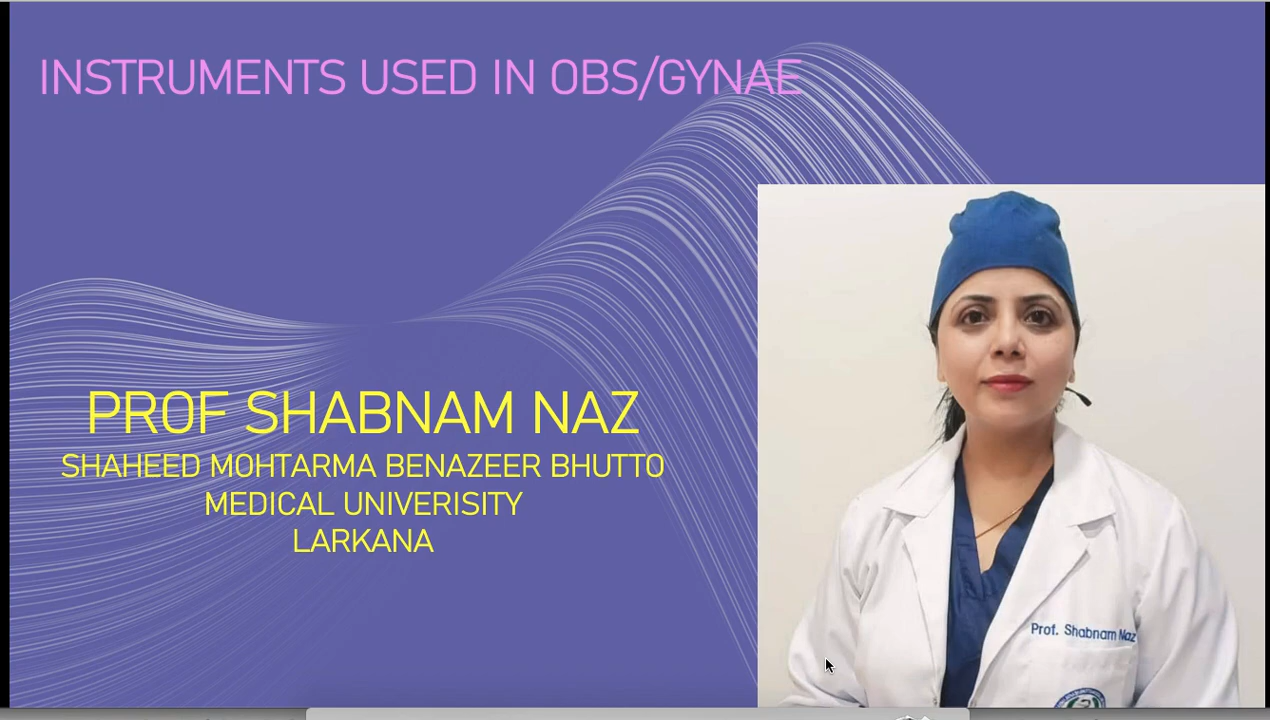 INSTRUMENTS USED IN OBS/GYNAE
PROF SHABNAM NAZ
SHAHEED MOHTARMA BENAZEER BHUTTO
MEDICAL UNIVERISITY
LARKANA
Prof. Shabnam Naz